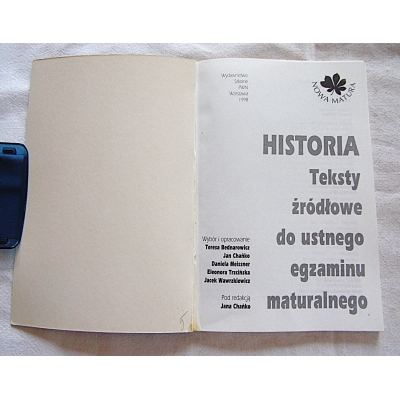 Wydawnictwo
Szkolne
PWN
Warszawa
1998
NOWA MATURA
HISTORIA
Teksty
źródłowe
do ustnego
egzaminu
maturalnego
Wybór i opracowanie
Teresa Bednarowicz
Jan Chańko
Daniela Meissner
Eleonora Trzcińska
Jacek Wawrzkiewicz
Pod redakcją
Jana Chańko
5